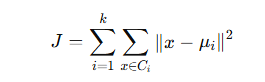 J = \sum_{i=1}^{k} \sum_{x \in C_i} \|x - \mu_i\|^2